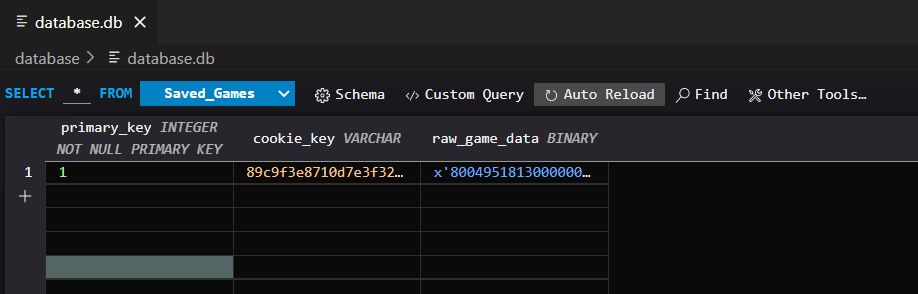 database.db
database > database.db
SELECT * FROM Saved_Games Schema Custom Query Auto Reload Find Other Tools…
primary_key INTEGER
NOT NULL PRIMARY KEY
cookie_key VARCHAR
raw_game_data BINARY
1 1 89c9f3e8710d7e3f32… x'8004951813000000…